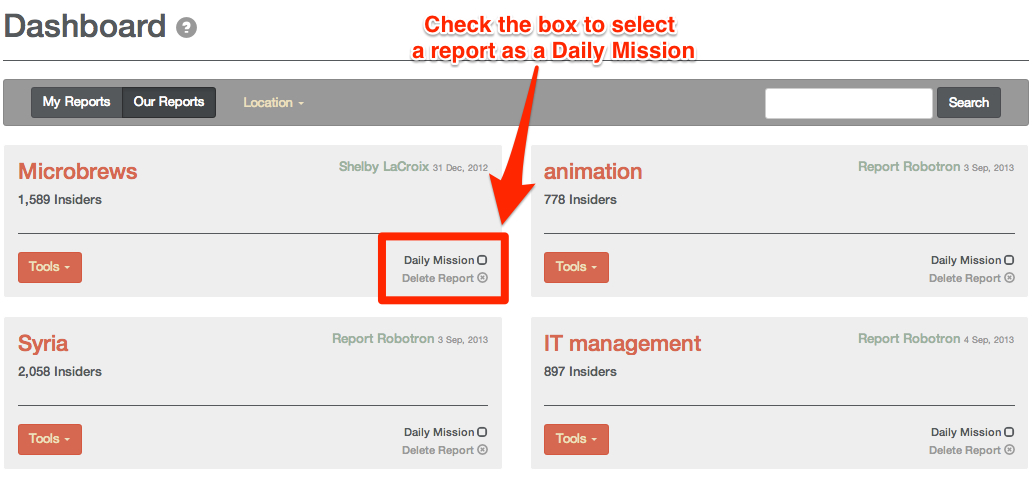 Dashboard ?
Check the box to select
a report as a Daily Mission
My Reports Our Reports Location Search
Microbrews Shelby LaCroix 31 Dec, 2012
1,589 Insiders
Tools Daily Mission
Delete Report
animation Report Robotron 3 Sep, 2013
778 Insiders
Tools Daily Mission
Delete Report
Syria Report Robotron 3 Sep, 2013
2,058 Insiders
Tools Daily Mission
Delete Report
IT management Report Robotron 4 Sep, 2013
897 Insiders
Tools Daily Mission
Delete Report